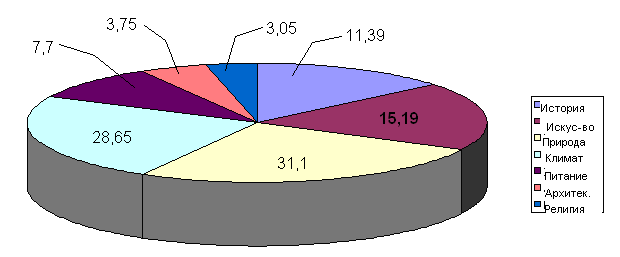 3,75
3,05
11,39
7,7
15,19
28,65
31,1
История
Искус-во
Природа
Климат
Питание
Архитек.
Религия